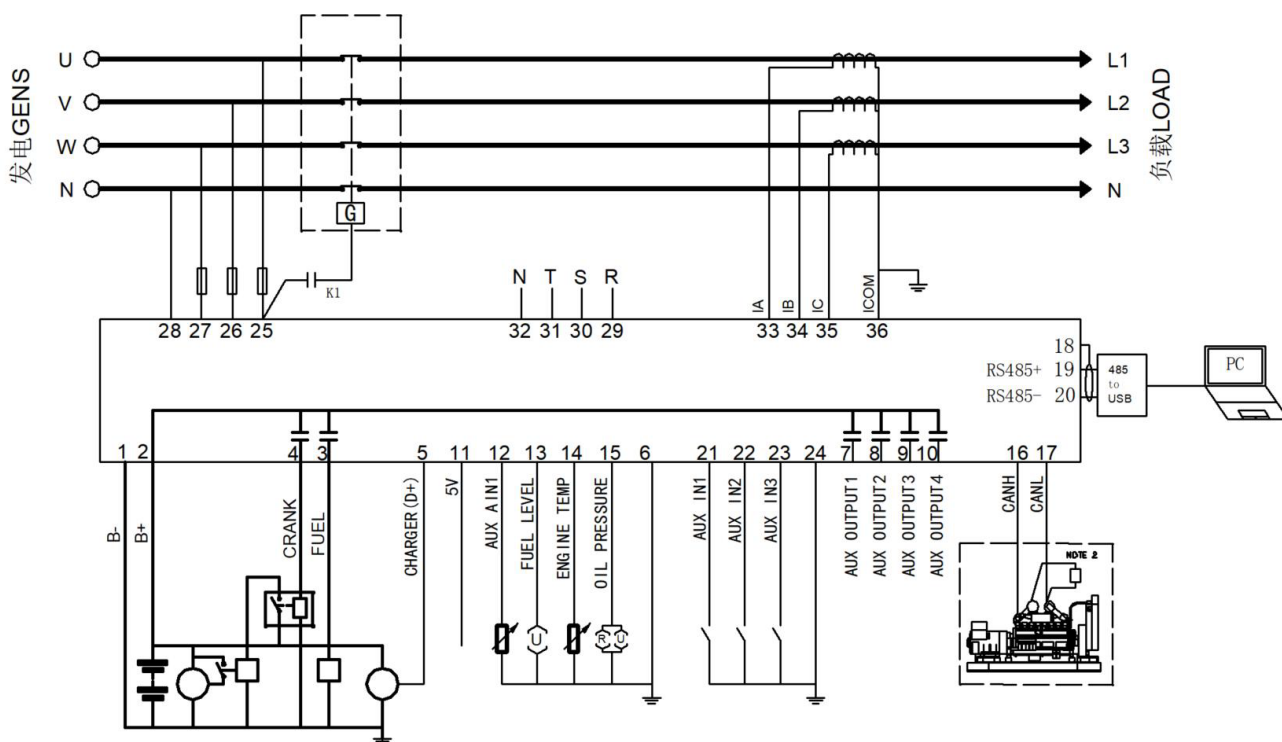 发电GENS
U
V
W
N
L1
L2
L3
N
负载LOAD
G
K1
N T S R
IA IB IC ICOM
28 27 26 25 32 31 30 29 33 34 35 36
18
RS485+ 19
RS485- 20
485
to
USB
PC
1 2 4 3 5 11 12 13 14 15 6 21 22 23 24 7 8 9 10 16 17
B-
B+
CRANK
FUEL
CHARGER(D+)
5V
AUX AIN1
FUEL LEVEL
ENGINE TEMP
OIL PRESSURE
AUX IN1
AUX IN2
AUX IN3
AUX OUTPUT1
AUX OUTPUT2
AUX OUTPUT3
AUX OUTPUT4
CANH
CANL
NOTE 2
U
R U